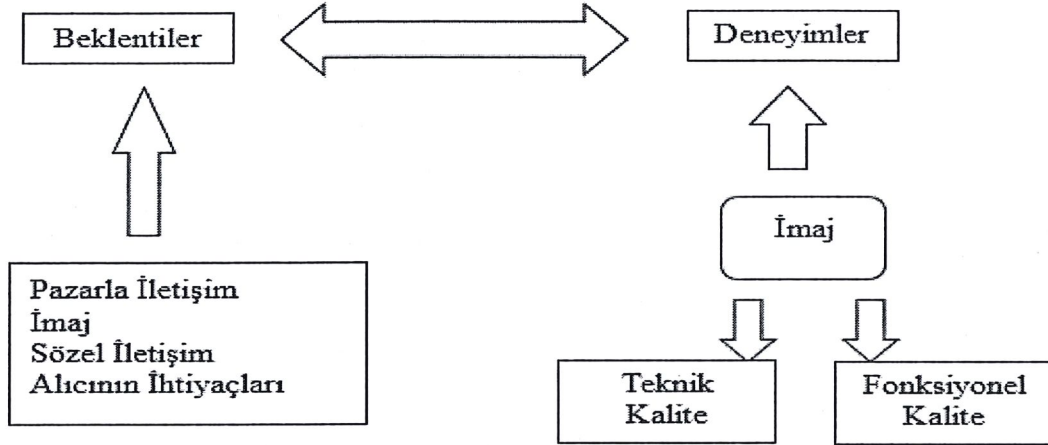 Beklentiler
Deneyimler
İmaj
Pazarla İletişim
İmaj
Sözel İletişim
Alıcının İhtiyaçları
Teknik
Kalite
Fonksiyonel
Kalite